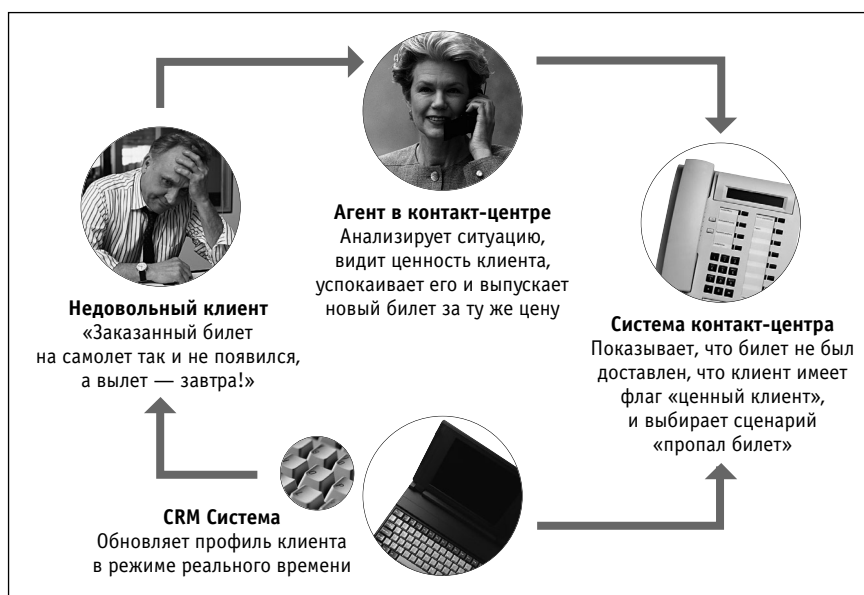 Агент в контакт-центре
Анализирует ситуацию,
видит ценность клиента,
успокаивает его и выпускает
новый билет за ту же цену
Недовольный клиент
«Заказанный билет
на самолет так и не появился,
а вылет — завтра!»
Система контакт-центра
Показывает, что билет не был
доставлен, что клиент имеет
флаг «ценный клиент»,
и выбирает сценарий
«пропал билет»
CRM Система
Обновляет профиль клиента
в режиме реального времени